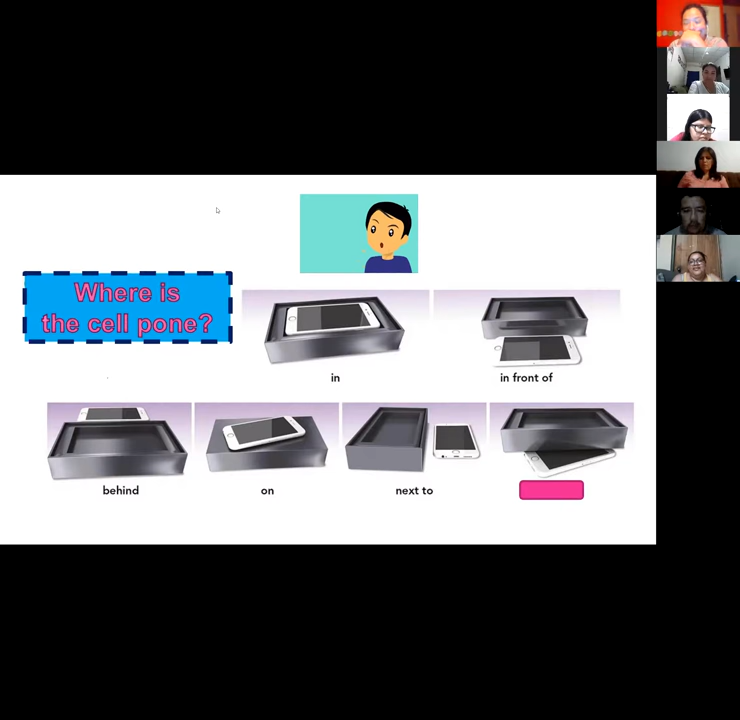 Where is
the cell pone?
in
in front of
behind
on
next to